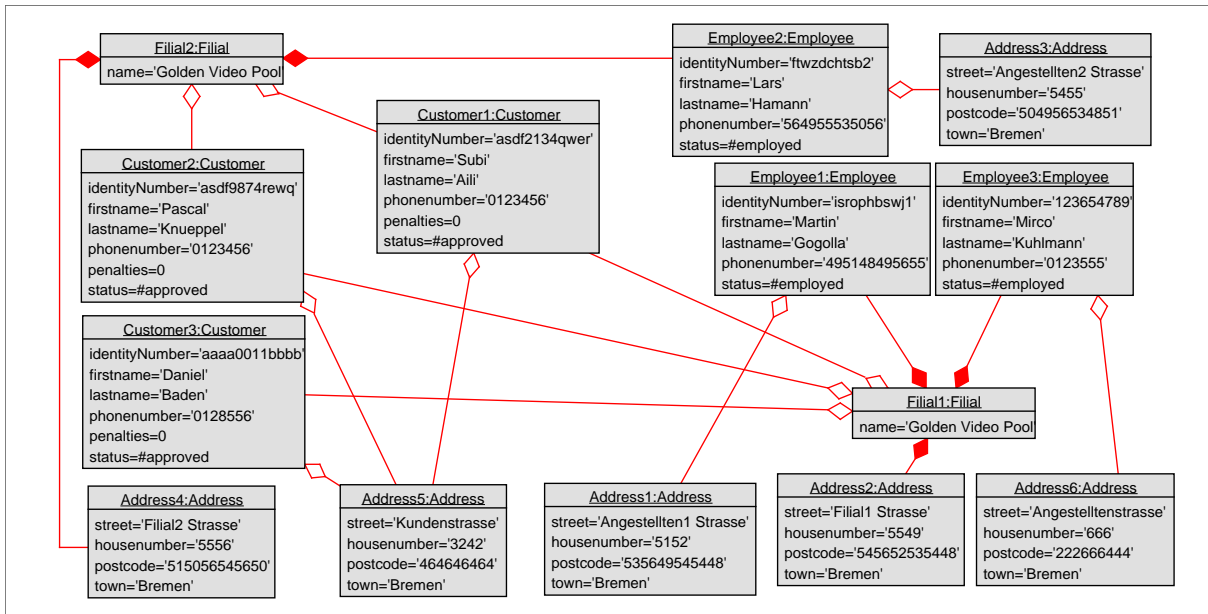 Filial2:Filial
name='Golden Video Pool'
Employee2:Employee
identityNumber='ftwzdchtsb2'
firstname='Lars'
lastname='Hamann'
phonenumber='564955535056'
status=#employed
Address3:Address
street='Angestellten2 Strasse'
housenumber='5455'
postcode='504956534851'
town='Bremen'
Customer1:Customer
identityNumber='asdf2134qwer'
firstname='Subi'
lastname='Aili'
phonenumber='0123456'
penalties=0
status=#approved
Customer2:Customer
identityNumber='asdf9874rewq'
firstname='Pascal'
lastname='Knueppel'
phonenumber='0123456'
penalties=0
status=#approved
Employee1:Employee
identityNumber='isrophbswj1'
firstname='Martin'
lastname='Gogolla'
phonenumber='495148495655'
status=#employed
Employee3:Employee
identityNumber='123654789'
firstname='Mirco'
lastname='Kuhlmann'
phonenumber='0123555'
status=#employed
Customer3:Customer
identityNumber='aaaa0011bbbb'
firstname='Daniel'
lastname='Baden'
phonenumber='0128556'
penalties=0
status=#approved
Filial1:Filial
name='Golden Video Pool'
Address4:Address
street='Filial2 Strasse'
housenumber='5556'
postcode='515056545650'
town='Bremen'
Address5:Address
street='Kundenstrasse'
housenumber='3242'
postcode='464646464'
town='Bremen'
Address1:Address
street='Angestellten1 Strasse'
housenumber='5152'
postcode='535649545448'
town='Bremen'
Address2:Address
street='Filial1 Strasse'
housenumber='5549'
postcode='545652535448'
town='Bremen'
Address6:Address
street='Angestelltenstrasse'
housenumber='666'
postcode='222666444'
town='Bremen'